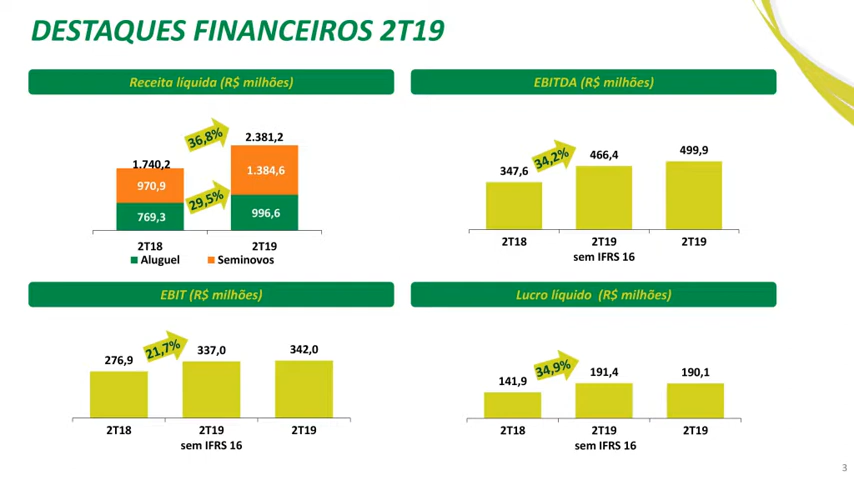 DESTAQUES FINANCEIROS 2T19
Receita líquida (R$ milhões)
1.740,2
36,8%
2.381,2
970,9
1.384,6
29,5%
769,3
996,6
2T18
2T19
Aluguel
Seminovos
EBITDA (R$ milhões)
347,6
34,2%
466,4
499,9
2T18
2T19
2T19
sem IFRS 16
EBIT (R$ milhões)
276,9
21,7%
337,0
342,0
2T18
2T19
2T19
sem IFRS 16
Lucro líquido (R$ milhões)
141,9
34,9%
191,4
190,1
2T18
2T19
2T19
sem IFRS 16
3